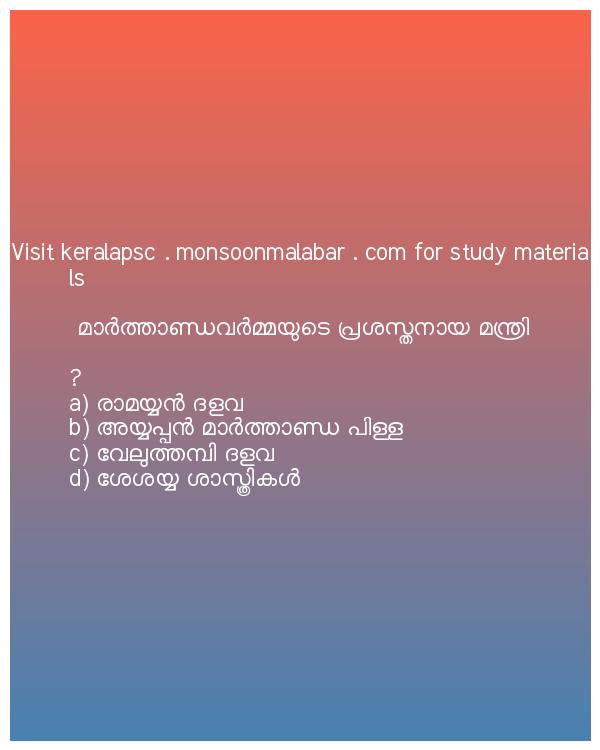 Visit keralapsc . monsoonmalabar . com for study materia
ls
മാർത്താണ്ഡവർമ്മയുടെ പ്രശസ്തനായ മന്ത്രി
?
a) രാമയ്യൻ ദളവ
b) അയ്യപ്പൻ മാർത്താണ്ഡ പിള്ള
c) വേലുത്തമ്പി ദളവ
d) ശേശയ്യ ശാസ്ത്രികൾ